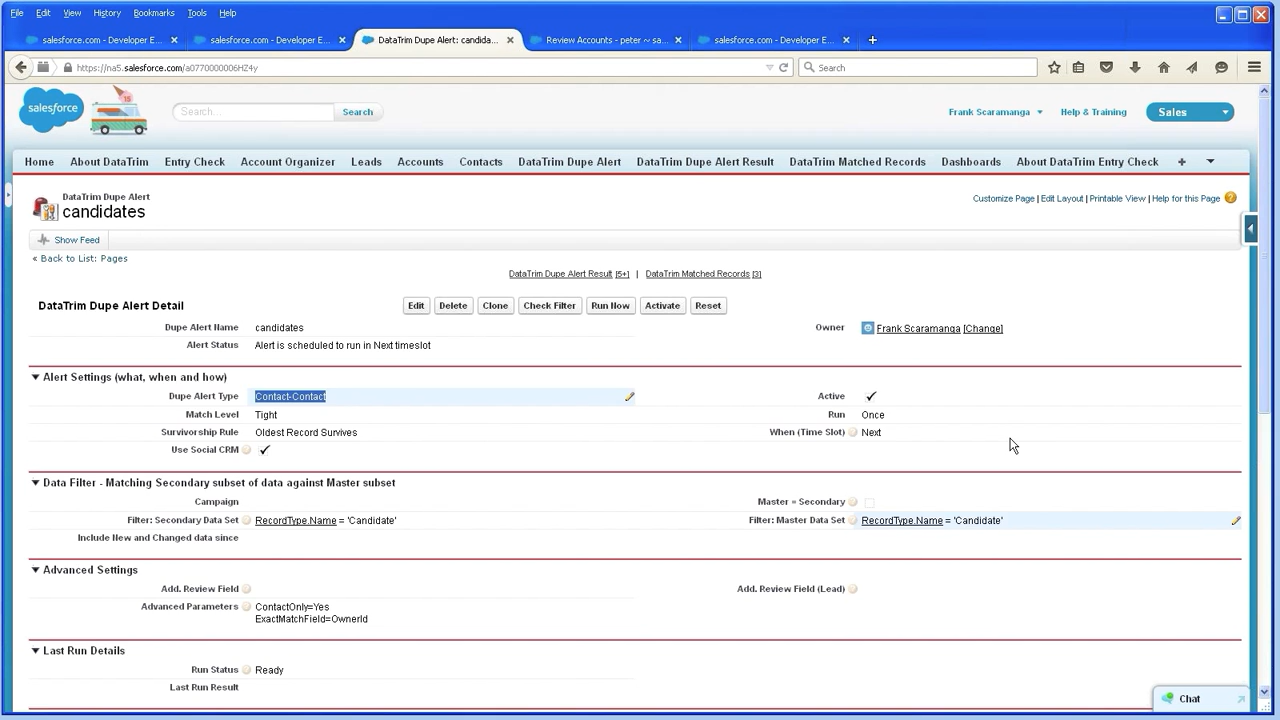 File Edit View History Bookmarks Tools Help
salesforce.com - Developer E... × salesforce.com - Developer E... × DataTrim Dupe Alert: candida... × Review Accounts - peter ~ sa... × salesforce.com - Developer E... × +
https://na5.salesforce.com/a0770000006HZ4y Search
salesforce 15 Search... Search Frank Scaramanga Help & Training Sales
Home About DataTrim Entry Check Account Organizer Leads Accounts Contacts DataTrim Dupe Alert DataTrim Dupe Alert Result DataTrim Matched Records Dashboards About DataTrim Entry Check +
DataTrim Dupe Alert
candidates
Customize Page | Edit Layout | Printable View | Help for this Page ?
Show Feed
« Back to List: Pages
DataTrim Dupe Alert Result [5+] | DataTrim Matched Records [3]
DataTrim Dupe Alert Detail Edit Delete Clone Check Filter Run Now Activate Reset
Dupe Alert Name candidates Owner Frank Scaramanga [Change]
Alert Status Alert is scheduled to run in Next timeslot
Alert Settings (what, when and how)
Dupe Alert Type Contact-Contact Active ✓
Match Level Tight Run Once
Survivorship Rule Oldest Record Survives When (Time Slot) Next
Use Social CRM ✓
Data Filter - Matching Secondary subset of data against Master subset
Campaign Master = Secondary
Filter: Secondary Data Set RecordType.Name = 'Candidate' Filter: Master Data Set RecordType.Name = 'Candidate'
Include New and Changed data since
Advanced Settings
Add. Review Field Add. Review Field (Lead)
Advanced Parameters ContactOnly=Yes
ExactMatchField=OwnerId
Last Run Details
Run Status Ready
Last Run Result
Chat